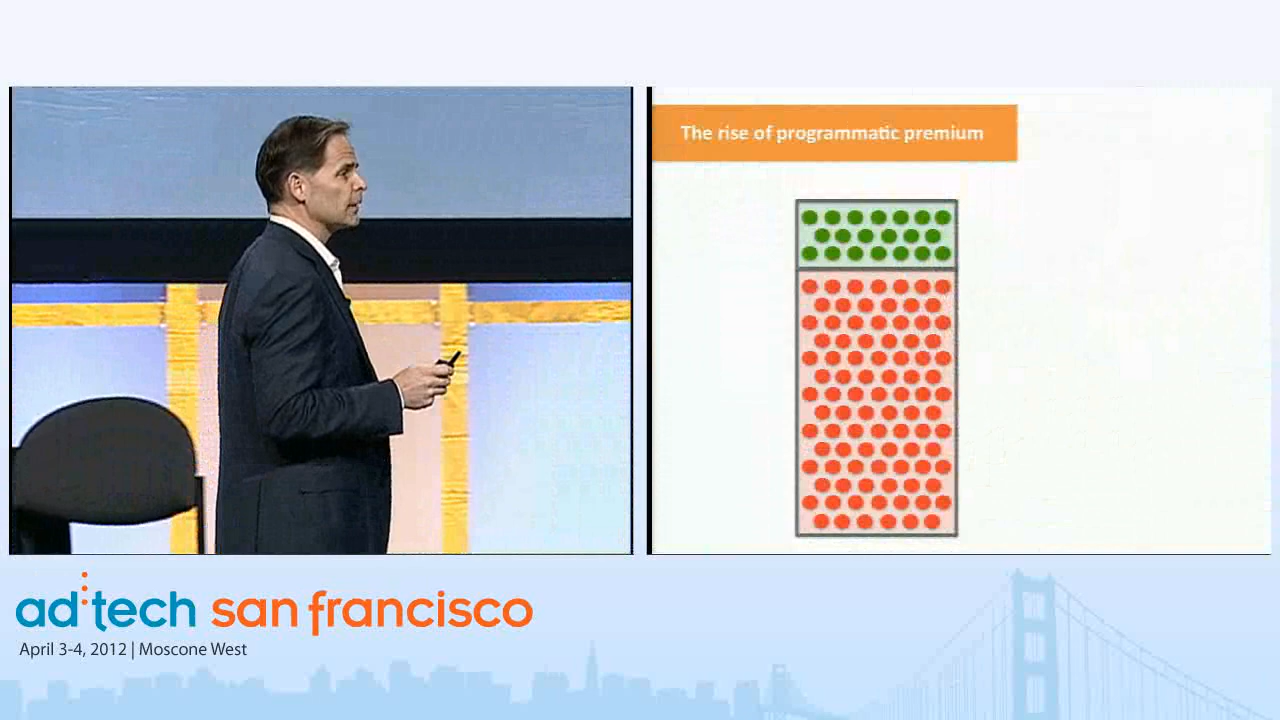 The rise of programmatic premium
ad:tech san francisco
April 3-4, 2012 | Moscone West